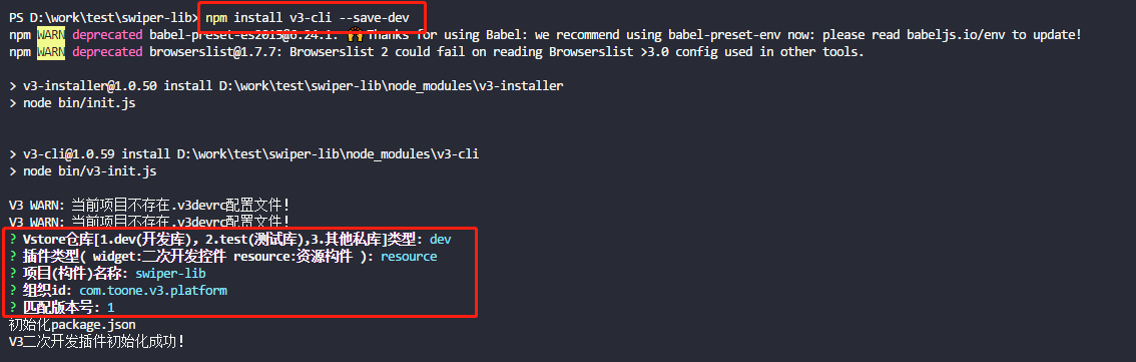 PS D:\work\test\swiper-lib> npm install v3-cli --save-dev
npm WARN deprecated babel-preset-es2015@6.24.1: 🙌 Thanks for using Babel: we recommend using babel-preset-env now: please read babeljs.io/env to update!
npm WARN deprecated browserslist@1.7.7: Browserslist 2 could fail on reading Browserslist >3.0 config used in other tools.
> v3-installer@1.0.50 install D:\work\test\swiper-lib\node_modules\v3-installer
> node bin/init.js
> v3-cli@1.0.59 install D:\work\test\swiper-lib\node_modules\v3-cli
> node bin/v3-init.js
V3 WARN: 当前项目不存在.v3devrc配置文件!
V3 WARN: 当前项目不存在.v3devrc配置文件!
? Vstore仓库[1.dev(开发库), 2.test(测试库),3.其他私库]类型: dev
? 插件类型( widget:二次开发控件 resource:资源构件 ): resource
? 项目(构件)名称: swiper-lib
? 组织id: com.toone.v3.platform
? 匹配版本号: 1
初始化package.json
V3二次开发插件初始化成功!